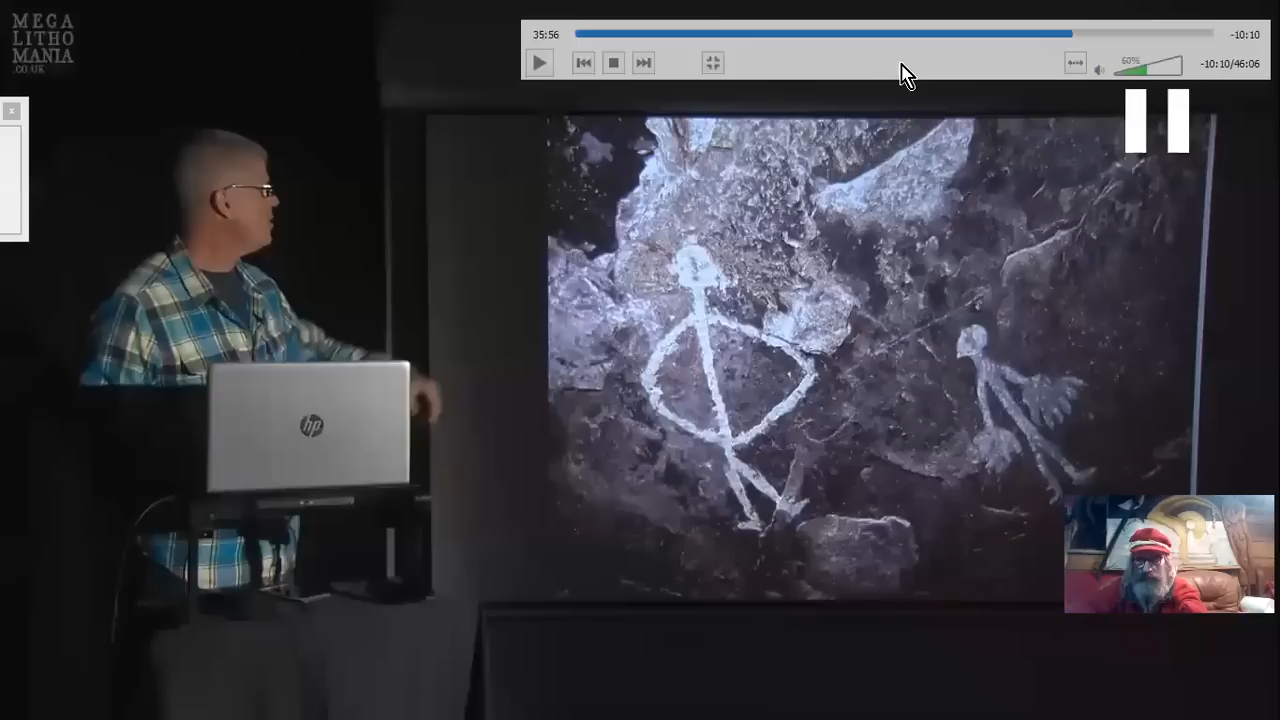 MEGA
LITHO
MANIA
.CO.UK
35:56
-10:10
60%
-10:10/46:06
x
hp